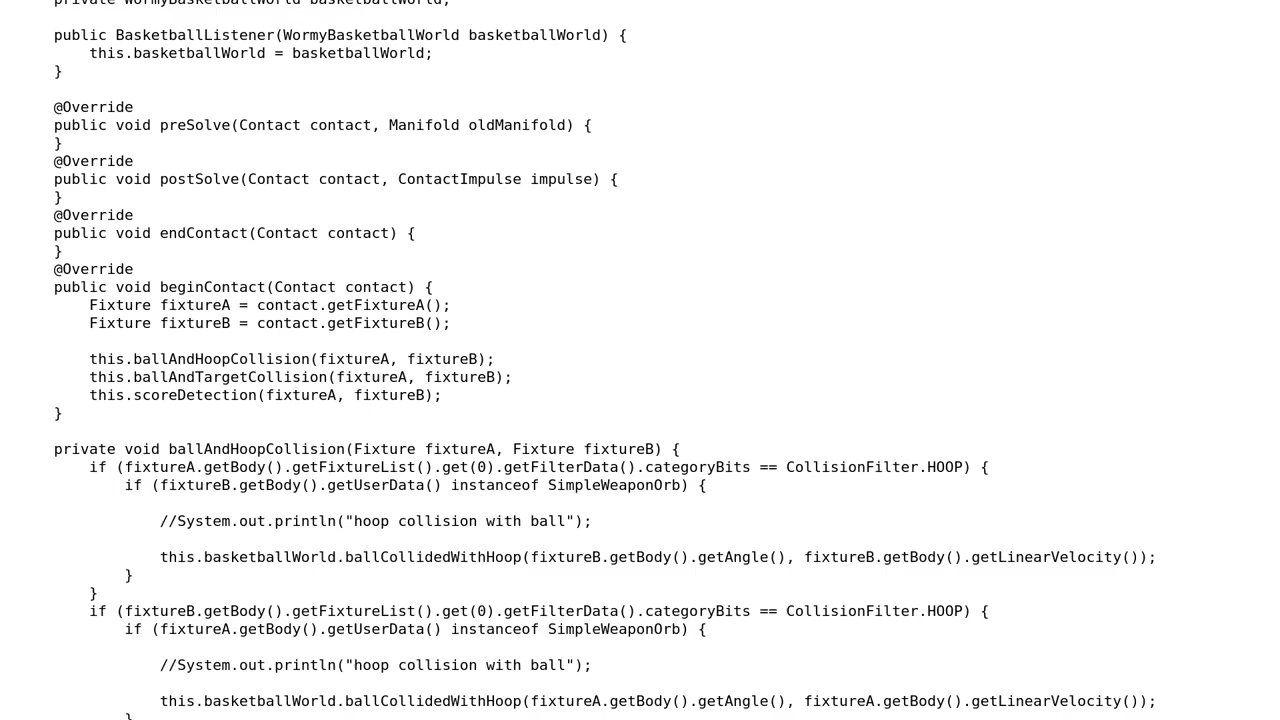 private WormyBasketballWorld basketballWorld;
public BasketballListener(WormyBasketballWorld basketballWorld) {
this.basketballWorld = basketballWorld;
}
@Override
public void preSolve(Contact contact, Manifold oldManifold) {
}
@Override
public void postSolve(Contact contact, ContactImpulse impulse) {
}
@Override
public void endContact(Contact contact) {
}
@Override
public void beginContact(Contact contact) {
Fixture fixtureA = contact.getFixtureA();
Fixture fixtureB = contact.getFixtureB();
this.ballAndHoopCollision(fixtureA, fixtureB);
this.ballAndTargetCollision(fixtureA, fixtureB);
this.scoreDetection(fixtureA, fixtureB);
}
private void ballAndHoopCollision(Fixture fixtureA, Fixture fixtureB) {
if (fixtureA.getBody().getFixtureList().get(0).getFilterData().categoryBits == CollisionFilter.HOOP) {
if (fixtureB.getBody().getUserData() instanceof SimpleWeaponOrb) {
//System.out.println("hoop collision with ball");
this.basketballWorld.ballCollidedWithHoop(fixtureB.getBody().getAngle(), fixtureB.getBody().getLinearVelocity());
}
}
if (fixtureB.getBody().getFixtureList().get(0).getFilterData().categoryBits == CollisionFilter.HOOP) {
if (fixtureA.getBody().getUserData() instanceof SimpleWeaponOrb) {
//System.out.println("hoop collision with ball");
this.basketballWorld.ballCollidedWithHoop(fixtureA.getBody().getAngle(), fixtureA.getBody().getLinearVelocity());
}